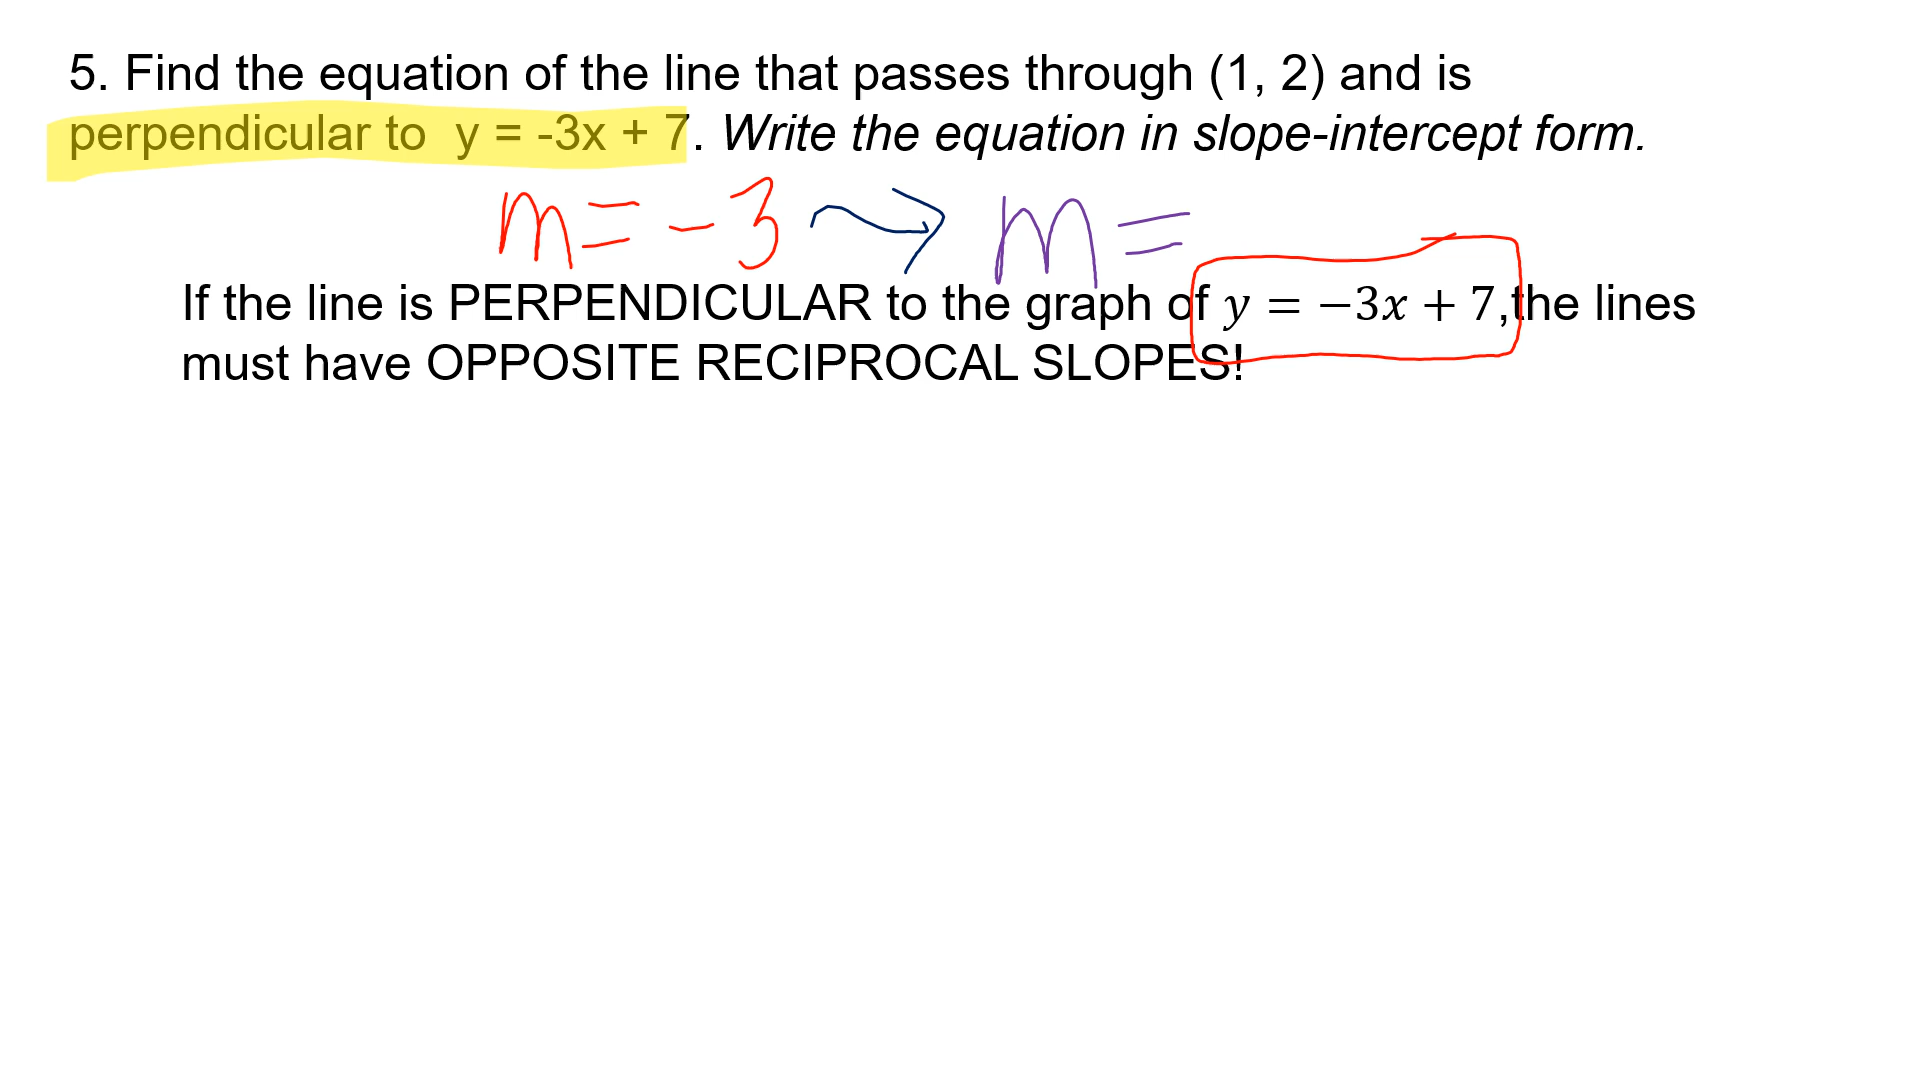 5. Find the equation of the line that passes through (1, 2) and is
perpendicular to y = -3x + 7. Write the equation in slope-intercept form.
m = -3 → m =
If the line is PERPENDICULAR to the graph of y = −3x + 7,the lines
must have OPPOSITE RECIPROCAL SLOPES!